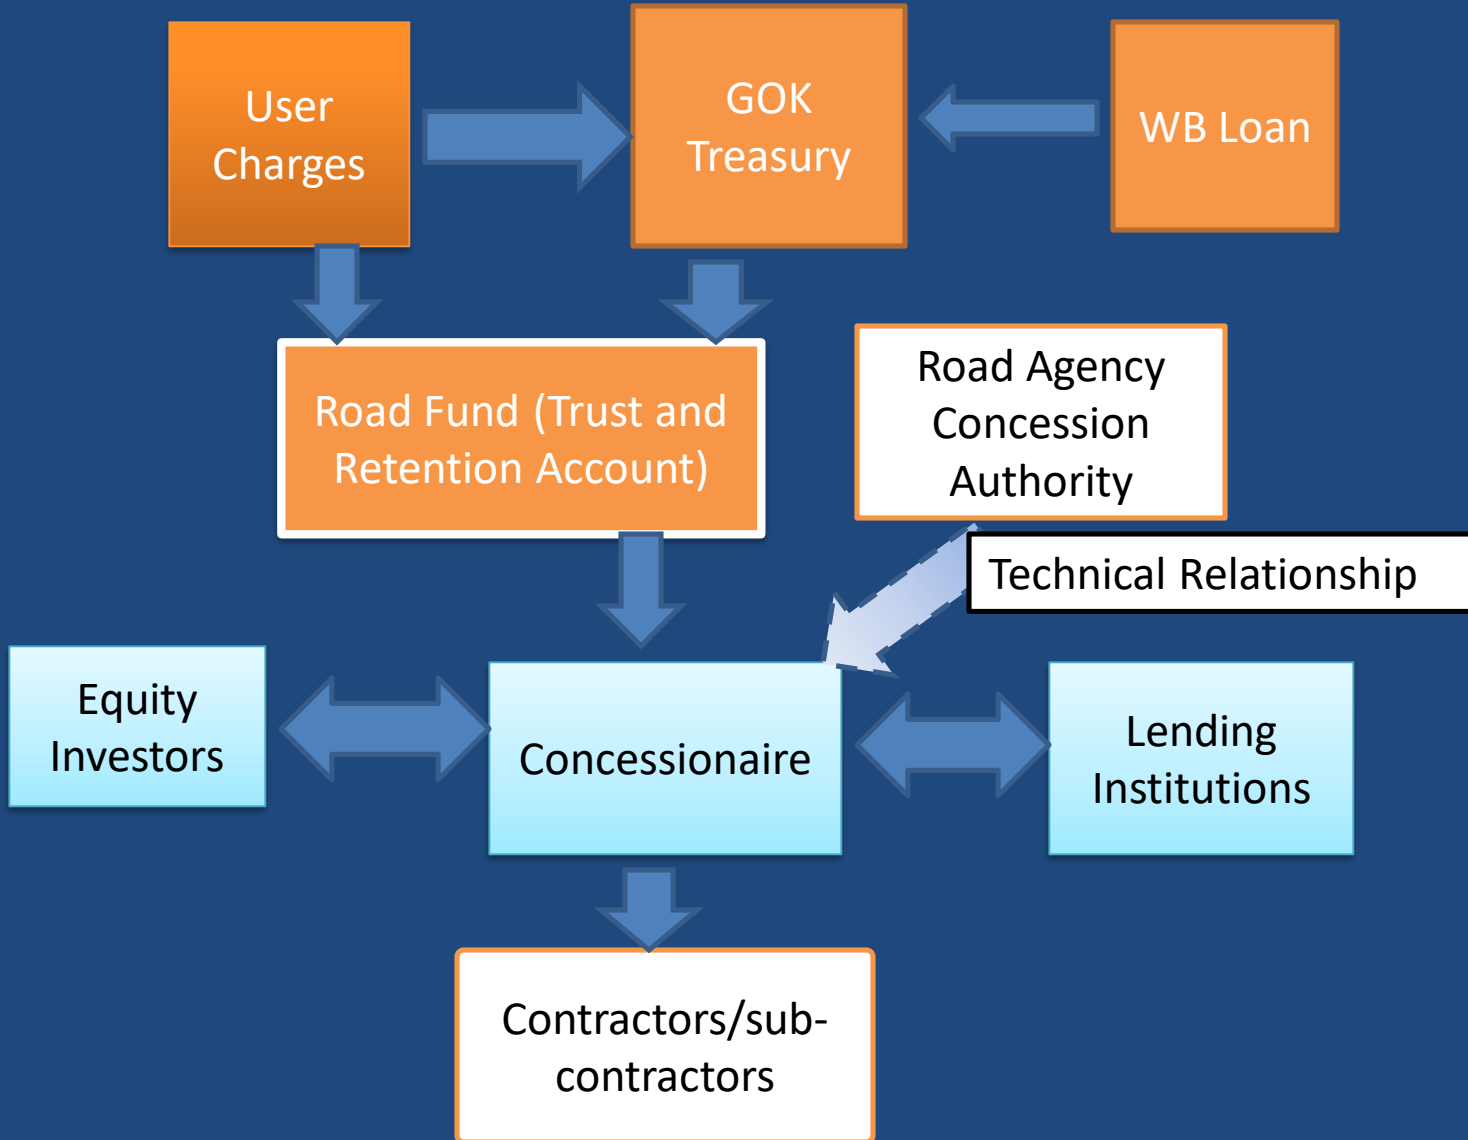 User
Charges
GOK
Treasury
WB Loan
Road Fund (Trust and
Retention Account)
Road Agency
Concession
Authority
Technical Relationship
Equity
Investors
Concessionaire
Lending
Institutions
Contractors/sub-
contractors